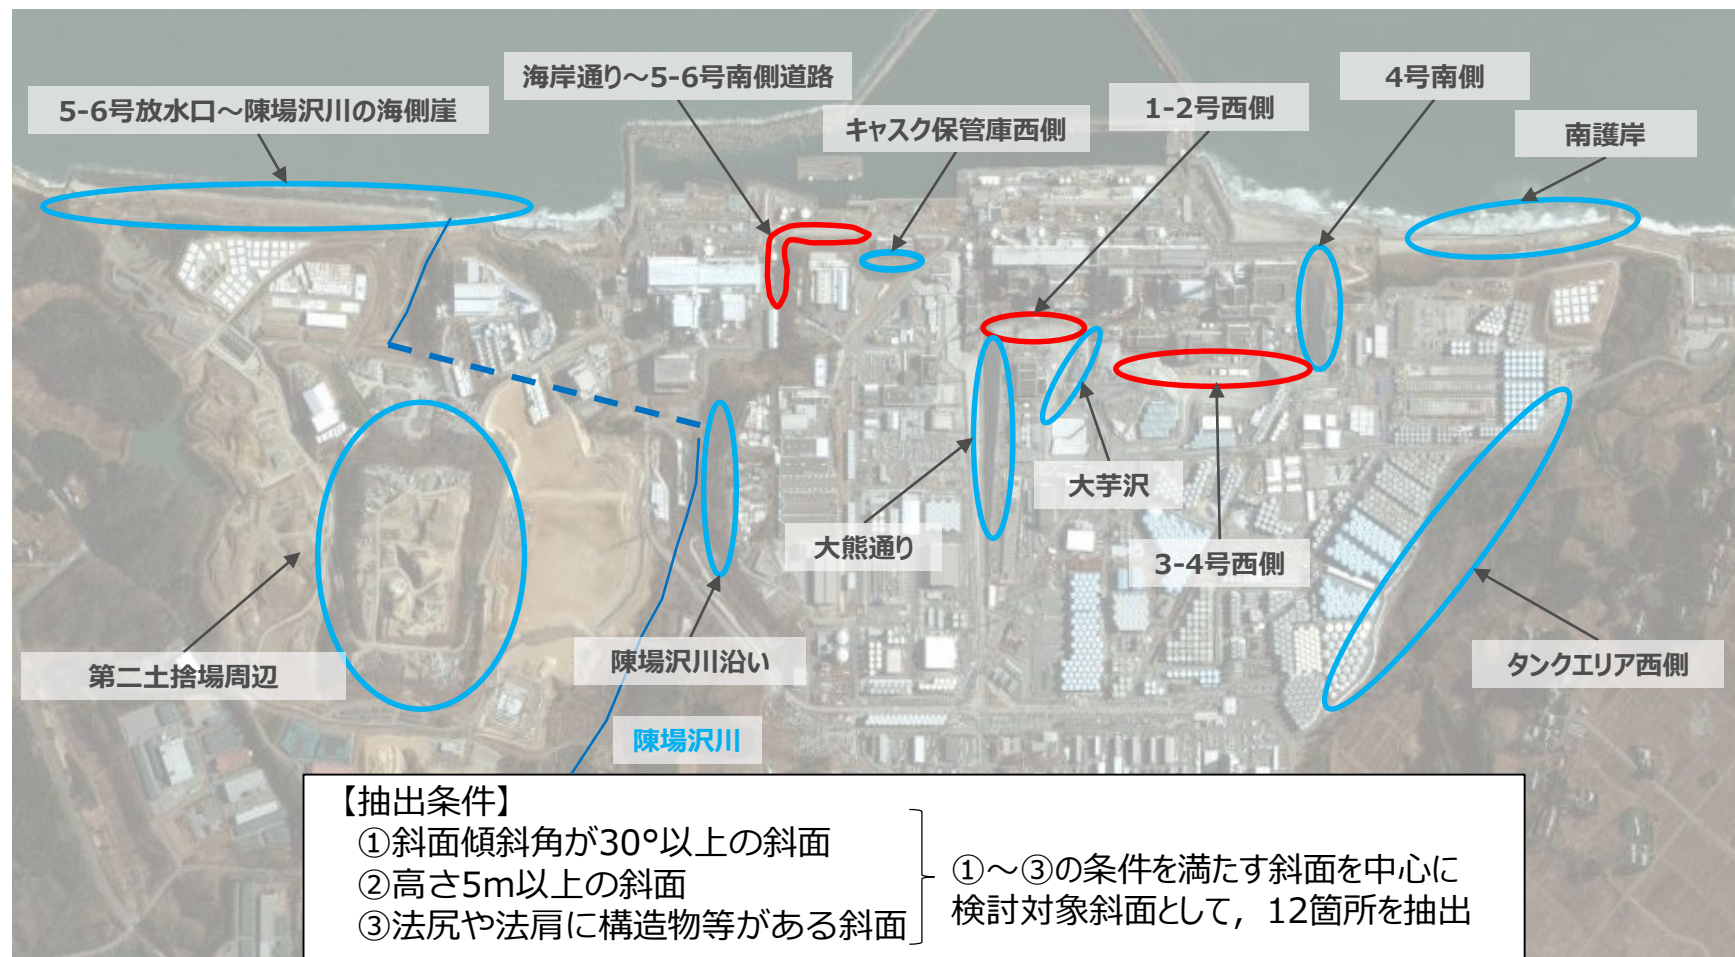 海岸通り～5-6号南側道路
4号南側
5-6号放水口～陳場沢川の海側崖
1-2号西側
キャスク保管庫西側
南護岸
大芋沢
大熊通り
3-4号西側
陳場沢川沿い
タンクエリア西側
第二土捨場周辺
陳場沢川
【抽出条件】
①斜面傾斜角が30°以上の斜面
②高さ5m以上の斜面
③法尻や法肩に構造物等がある斜面
①～③の条件を満たす斜面を中心に
検討対象斜面として，12箇所を抽出